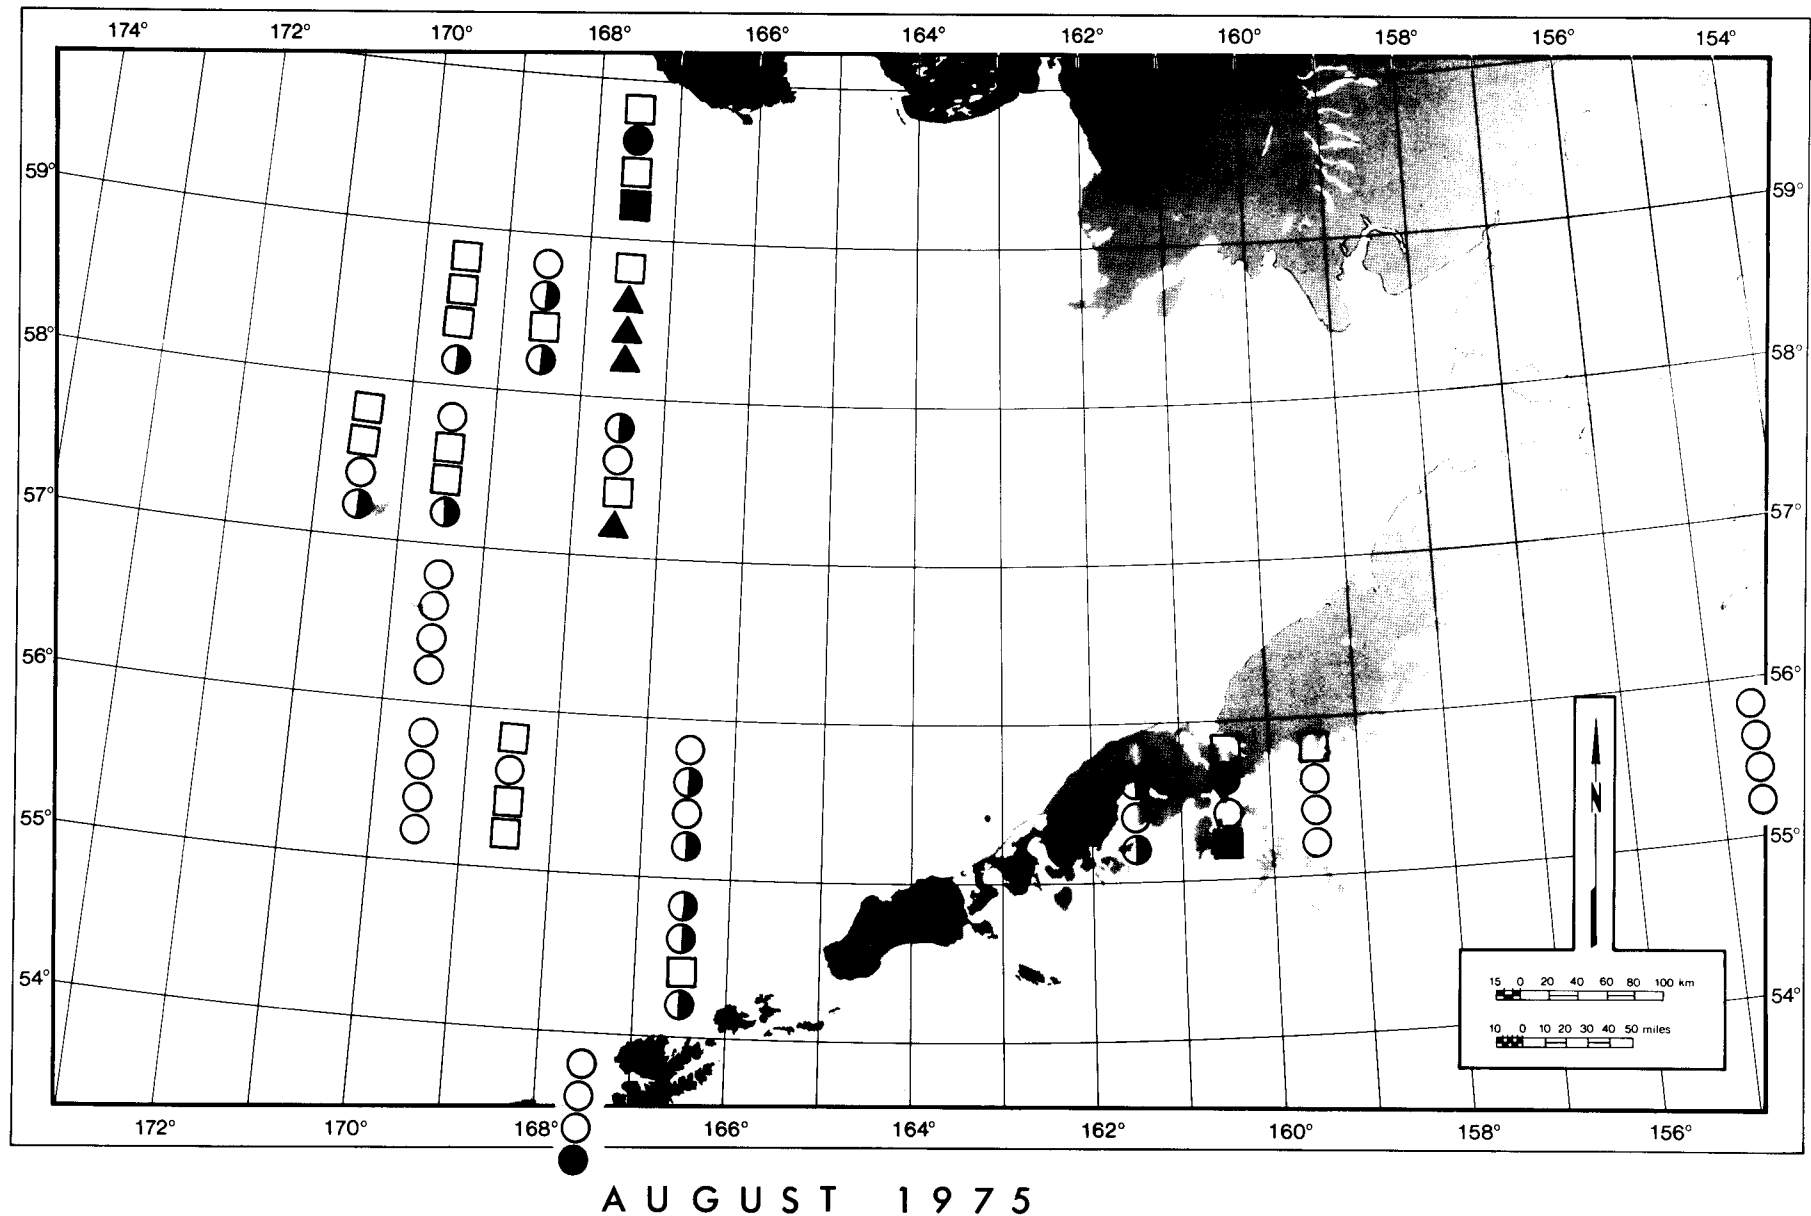 174° 172° 170° 168° 166° 164° 162° 160° 158° 156° 154°
59° 59°
58° 58°
57° 57°
56° 56°
55° 55°
54° 54°
N
15 0 20 40 60 80 100 km
10 0 10 20 30 40 50 miles
172° 170° 168° 166° 164° 162° 160° 158° 156°
AUGUST 1975